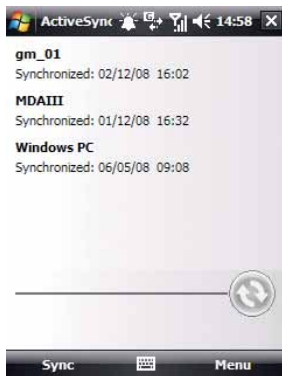 ActiveSync 14:58
gm_01
Synchronized: 02/12/08 16:02
MDAIII
Synchronized: 01/12/08 16:32
Windows PC
Synchronized: 06/05/08 09:08
Sync Menu